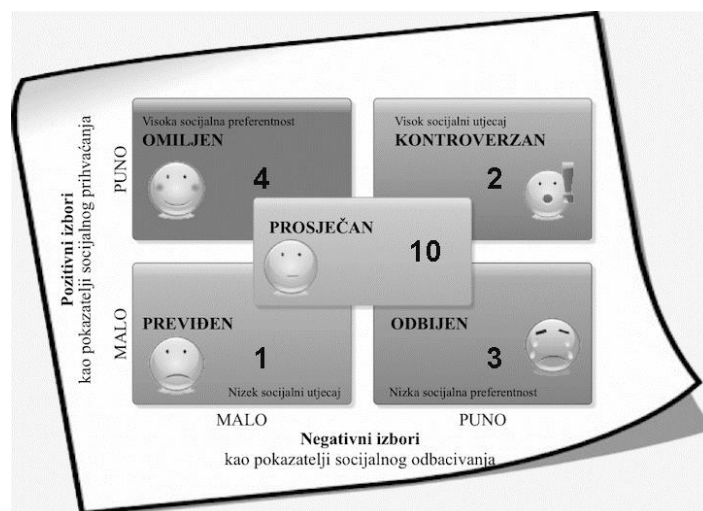 Visoka socijalna preferentnost
OMILJEN
4
Visok socijalni utjecaj
KONTROVERZAN
2
PROSJEČAN
10
PREVIĐEN
1
Nizek socijalni utjecaj
ODBIJEN
3
Nizka socijalna preferentnost
Pozitivni izbori
kao pokazatelji socijalnog prihvaćanja
PUNO
MALO
MALO
PUNO
Negativni izbori
kao pokazatelji socijalnog odbacivanja